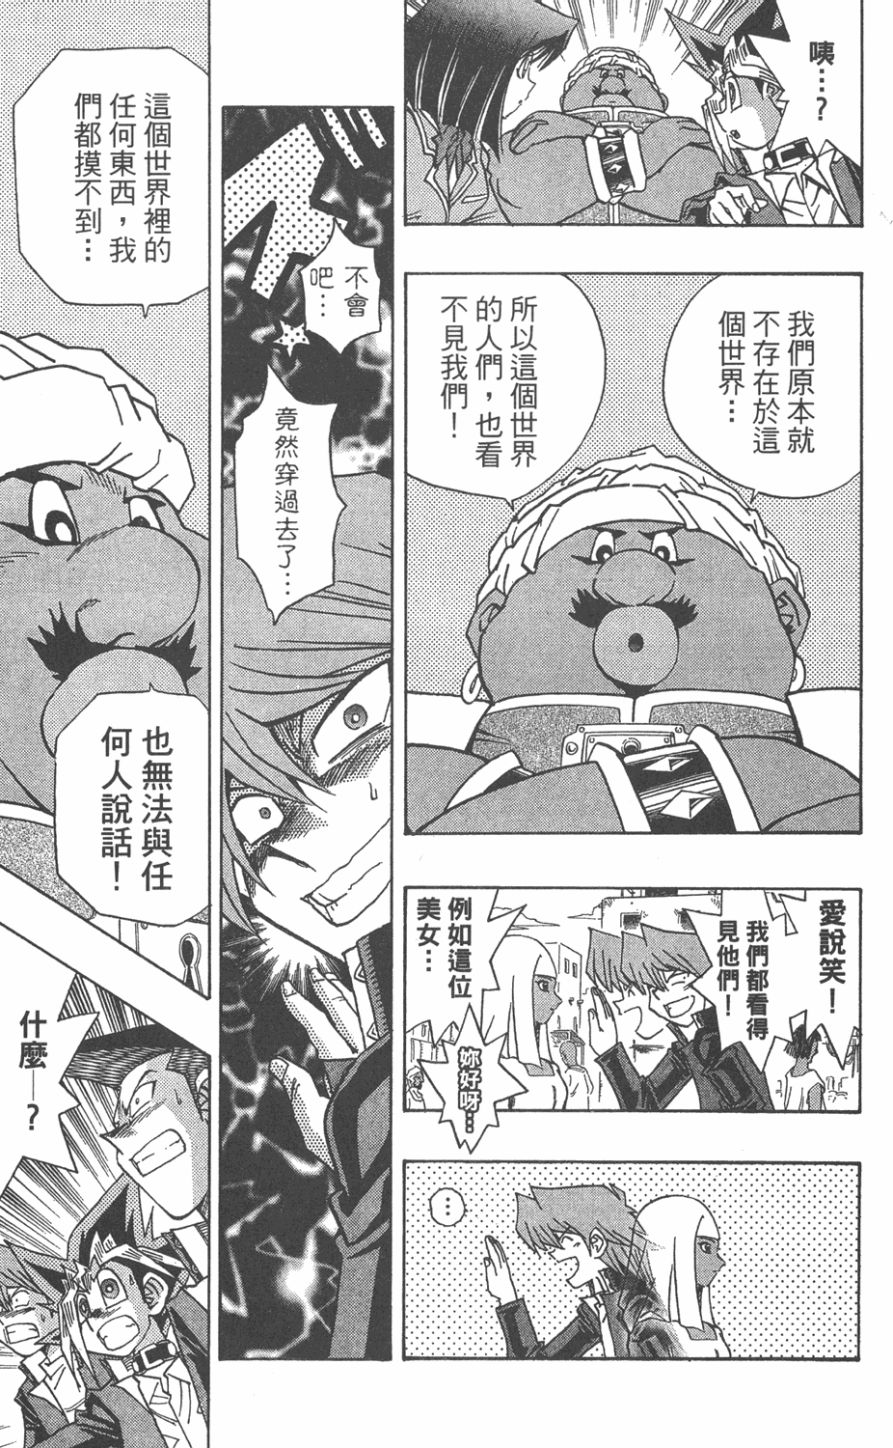 咦…?
我們原本就
不存在於這
個世界…
所以這個世界
的人們，也看
不見我們！
愛說笑！
我們都看得
見他們！
例如這位
美女…
妳好呀…
…
不會
吧…
竟然穿過去了…
這個世界裡的
任何東西，我
們都摸不到…
也無法與任
何人說話！
什麼—?